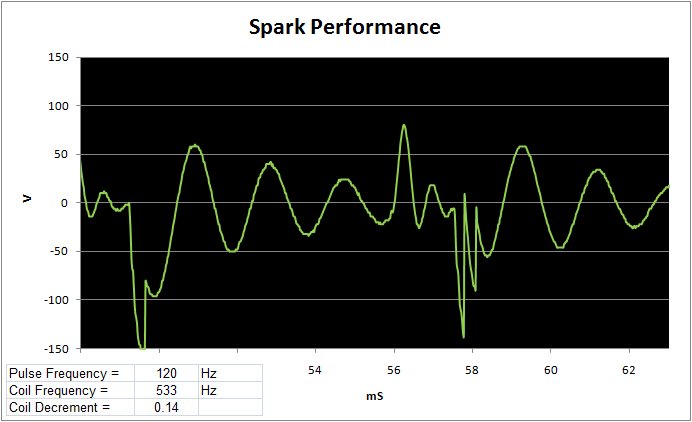 Spark Performance
150
100
50
0
-50
-100
-150
V
54
56
58
60
62
mS
Pulse Frequency = 120 Hz
Coil Frequency = 533 Hz
Coil Decrement = 0.14